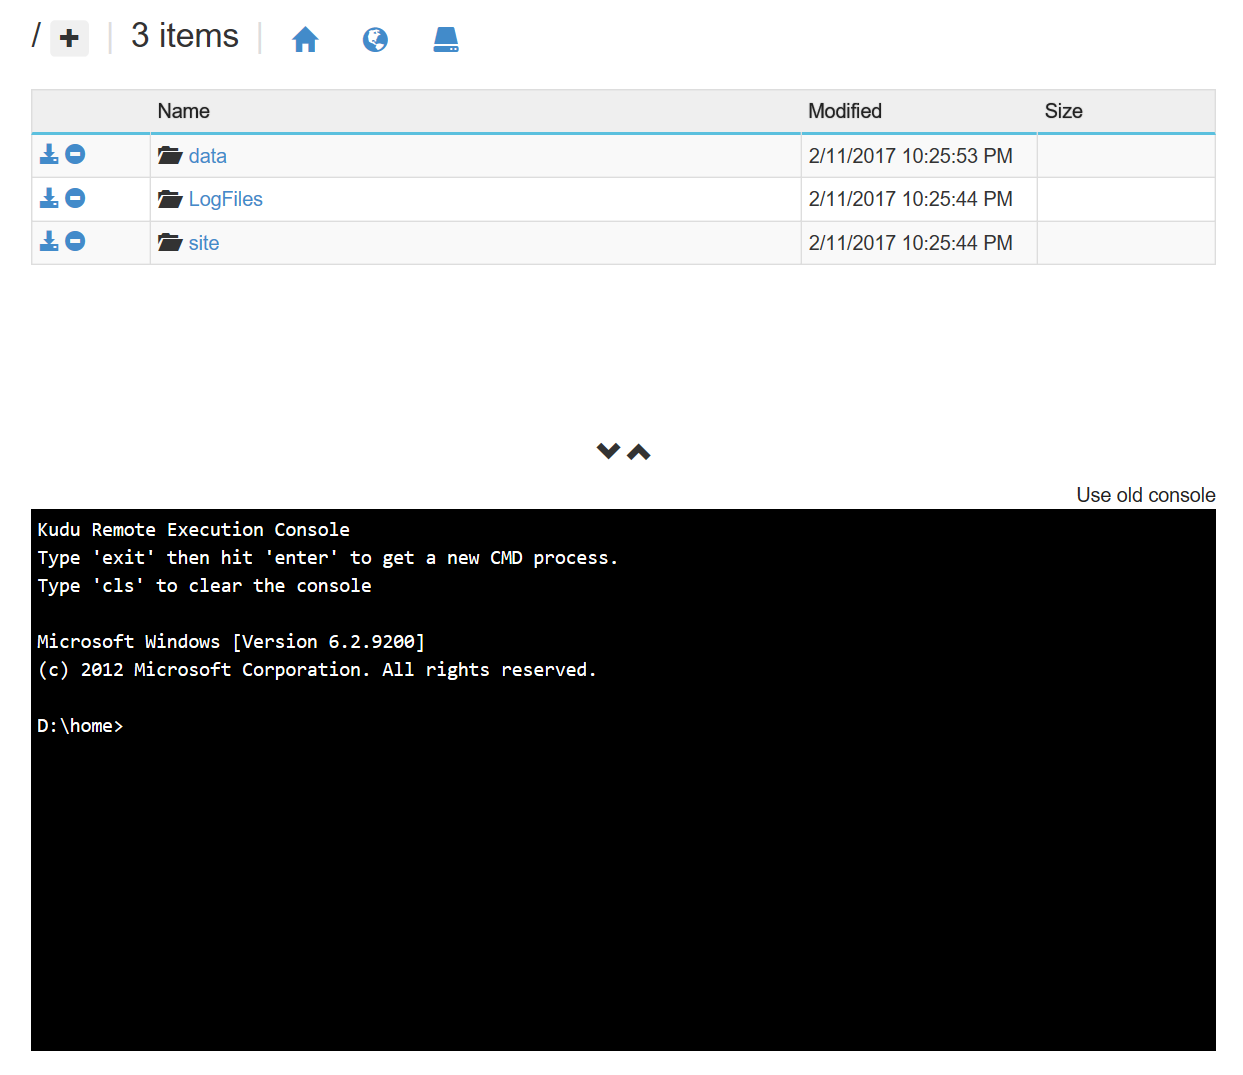 / + | 3 items |
Name Modified Size
data 2/11/2017 10:25:53 PM
LogFiles 2/11/2017 10:25:44 PM
site 2/11/2017 10:25:44 PM
Use old console
Kudu Remote Execution Console
Type 'exit' then hit 'enter' to get a new CMD process.
Type 'cls' to clear the console
Microsoft Windows [Version 6.2.9200]
(c) 2012 Microsoft Corporation. All rights reserved.
D:\home>